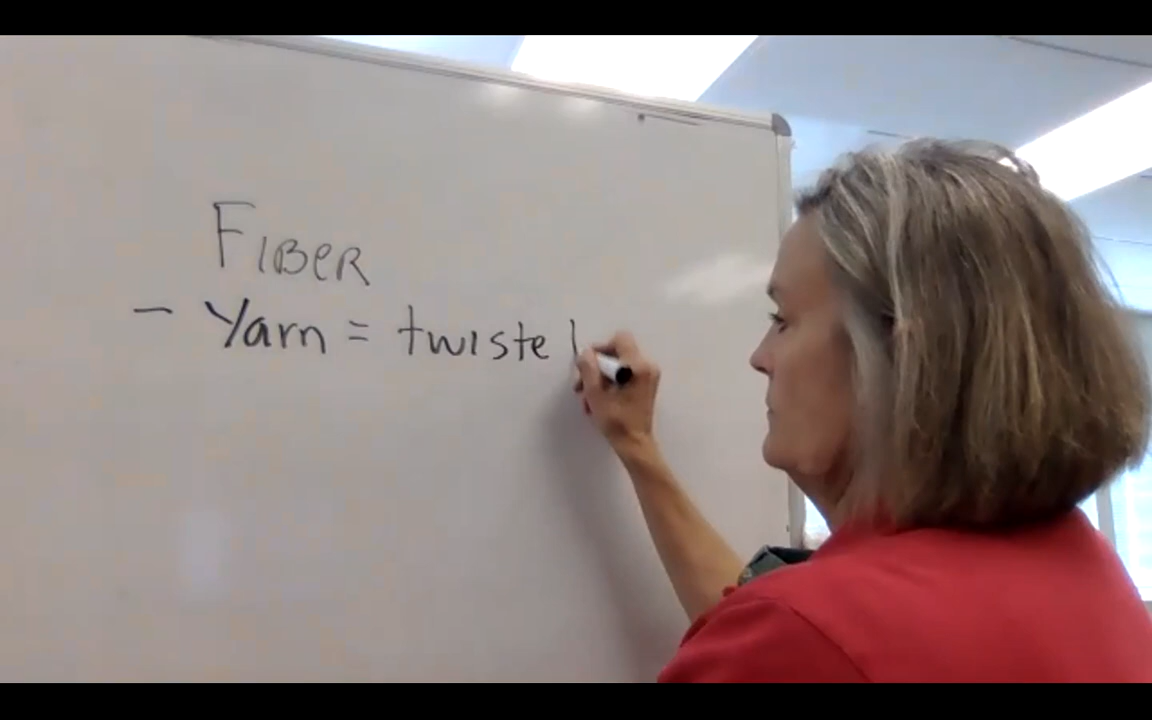 Fiber
- Yarn = twiste